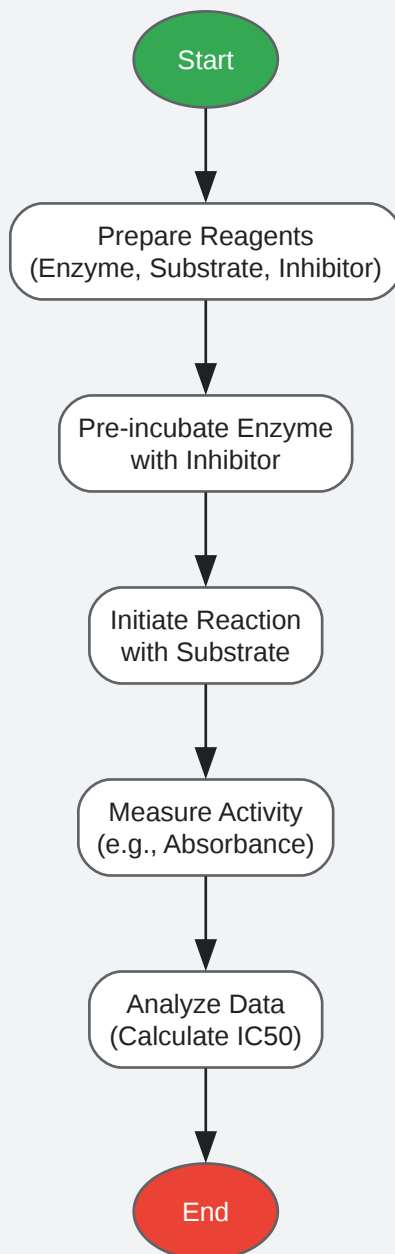 Start
Prepare Reagents
(Enzyme, Substrate, Inhibitor)
Pre-incubate Enzyme
with Inhibitor
Initiate Reaction
with Substrate
Measure Activity
(e.g., Absorbance)
Analyze Data
(Calculate IC50)
End